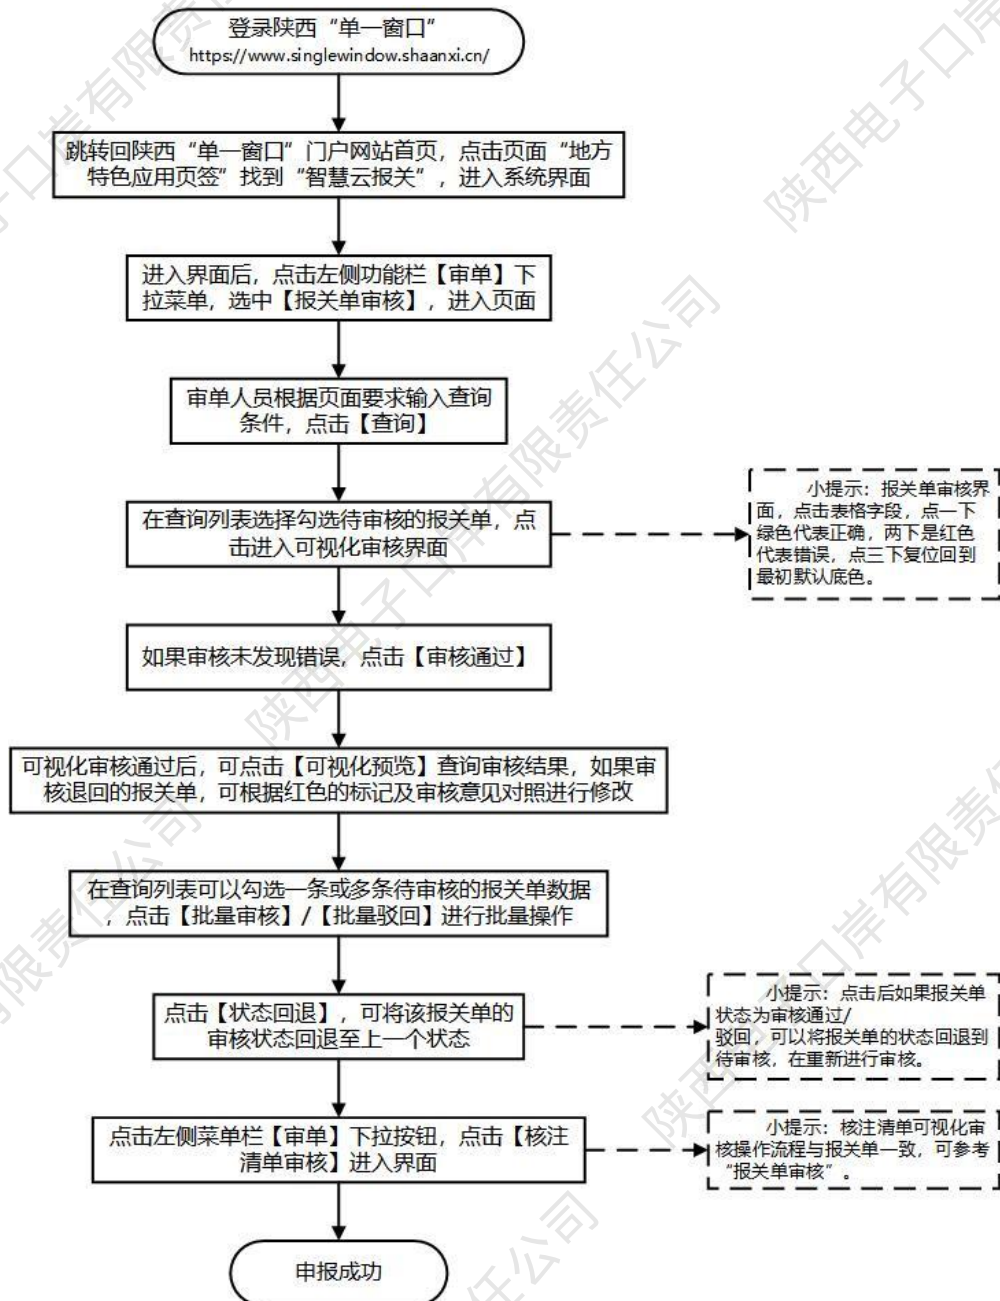 登录陕西“单一窗口”
https://www.singlewindow.shaanxi.cn/
跳转回陕西“单一窗口”门户网站首页，点击页面“地方
特色应用页签”找到“智慧云报关”，进入系统界面
进入界面后，点击左侧功能栏【审单】下
拉菜单，选中【报关单审核】，进入页面
审单人员根据页面要求输入查询
条件，点击【查询】
在查询列表选择勾选待审核的报关单，点
击进入可视化审核界面
小提示：报关单审核界
面，点击表格字段，点一下
绿色代表正确，两下是红色
代表错误，点三下复位回到
最初默认底色。
如果审核未发现错误，点击【审核通过】
可视化审核通过后，可点击【可视化预览】查询审核结果，如果审
核退回的报关单，可根据红色的标记及审核意见对照进行修改
在查询列表可以勾选一条或多条待审核的报关单数据
，点击【批量审核】/【批量驳回】进行批量操作
点击【状态回退】，可将该报关单的
审核状态回退至上一个状态
小提示：点击后如果报关单
状态为审核通过/
驳回，可以将报关单的状态回退到
待审核，在重新进行审核。
点击左侧菜单栏【审单】下拉按钮，点击【核注
清单审核】进入界面
小提示：核注清单可视化审
核操作流程与报关单一致，可参考
“报关单审核”。
申报成功
陕西电子口岸有限责任公司